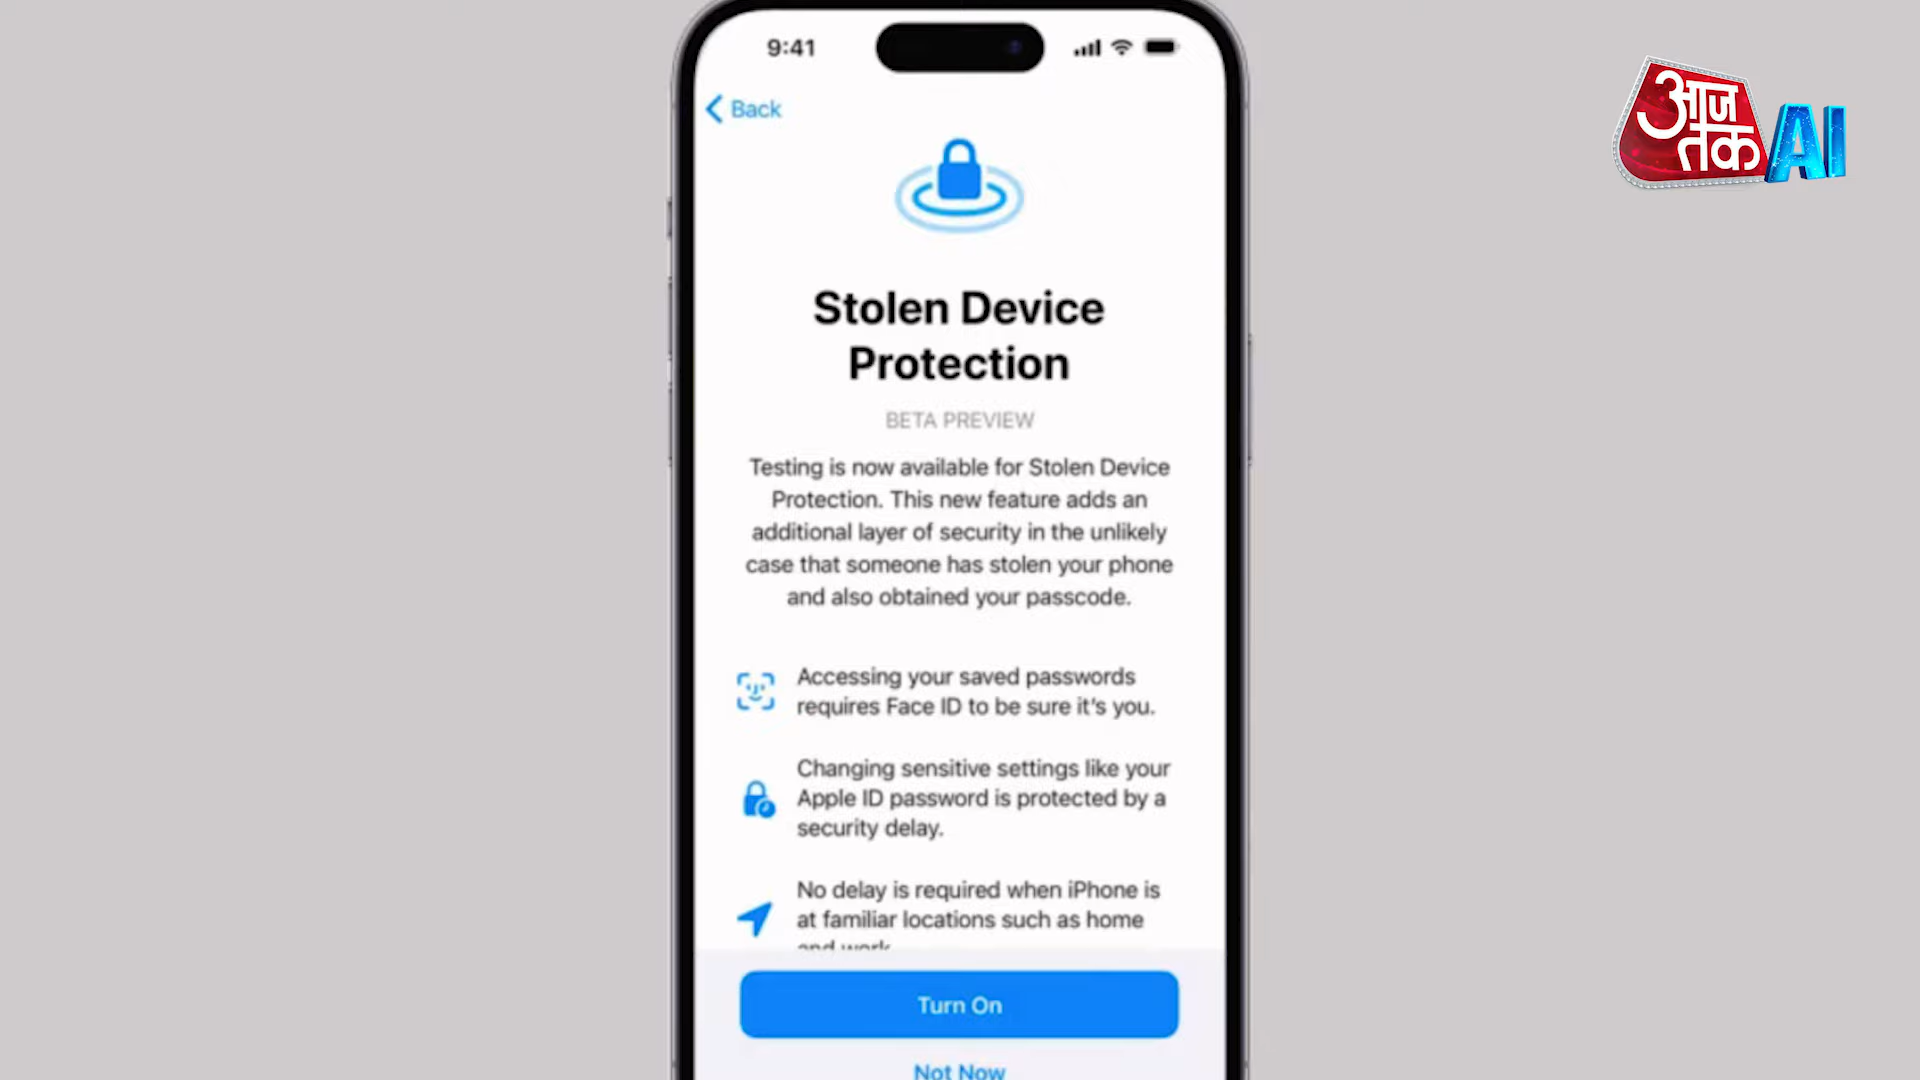 9:41
Back
आज
तक
AI
Stolen Device
Protection
BETA PREVIEW
Testing is now available for Stolen Device
Protection. This new feature adds an
additional layer of security in the unlikely
case that someone has stolen your phone
and also obtained your passcode.
Accessing your saved passwords
requires Face ID to be sure it's you.
Changing sensitive settings like your
Apple ID password is protected by a
security delay.
No delay is required when iPhone is
at familiar locations such as home
and work
Turn On
Not Now